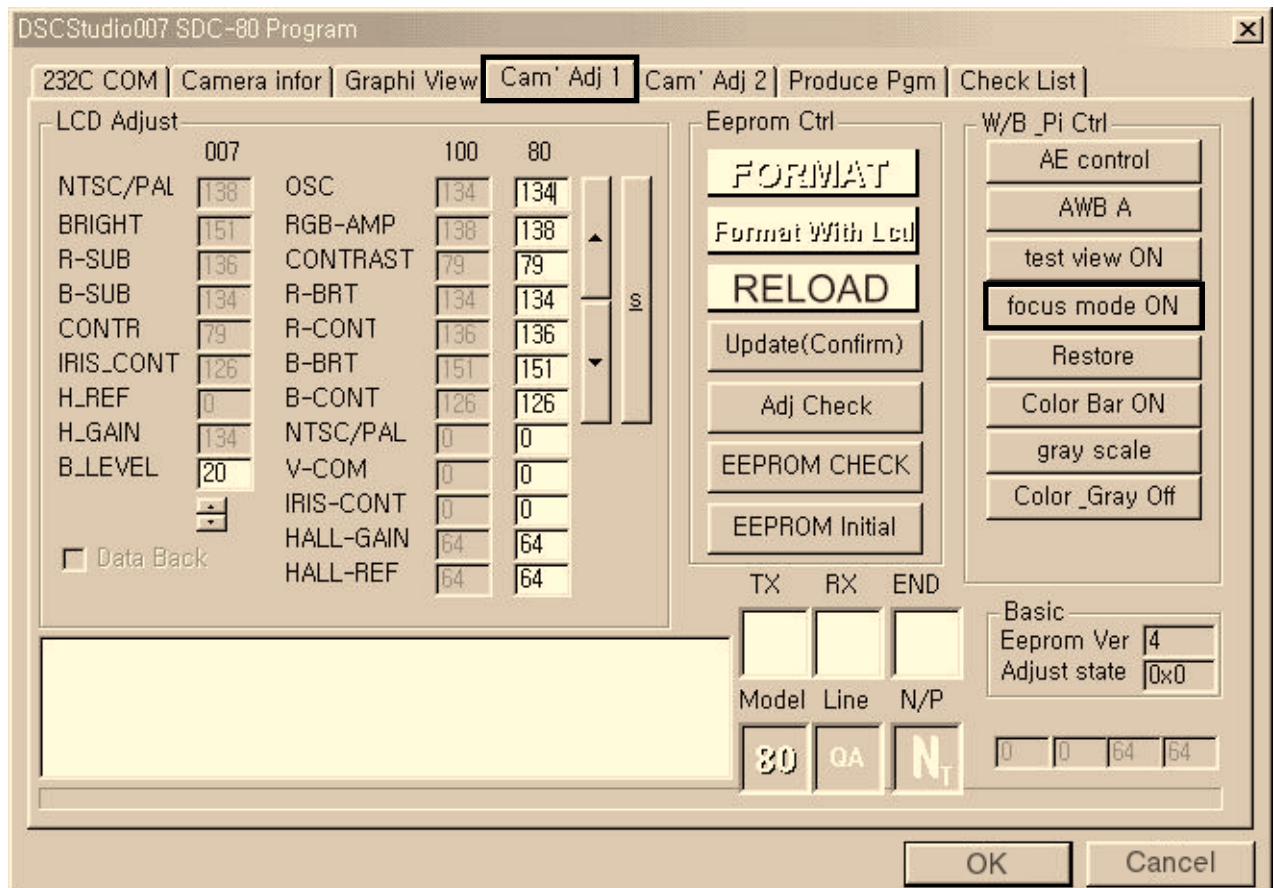 DSCStudio007 SDC-80 Program
232C COM Camera infor Graphi View Cam' Adj 1 Cam' Adj 2 Produce Pgm Check List
LCD Adjust
007 100 80
NTSC/PAL 138 OSC 134 134
BRIGHT 151 RGB-AMP 138 138
R-SUB 136 CONTRAST 79 79
B-SUB 134 R-BRT 134 134
CONTR 79 R-CONT 136 136
IRIS_CONT 126 B-BRT 151 151
H_REF 0 B-CONT 126 126
H_GAIN 134 NTSC/PAL 0 0
B_LEVEL 20 V-COM 0 0
IRIS-CONT 0 0
HALL-GAIN 64 64
HALL-REF 64 64
Data Back
s
Eeprom Ctrl
FORMAT
Format With Lcd
RELOAD
Update(Confirm)
Adj Check
EEPROM CHECK
EEPROM Initial
W/B _Pi Ctrl
AE control
AWB A
test view ON
focus mode ON
Restore
Color Bar ON
gray scale
Color _Gray Off
TX RX END
Model Line N/P
80 QA NT
Basic
Eeprom Ver 4
Adjust state 0x0
0 0 64 64
OK Cancel